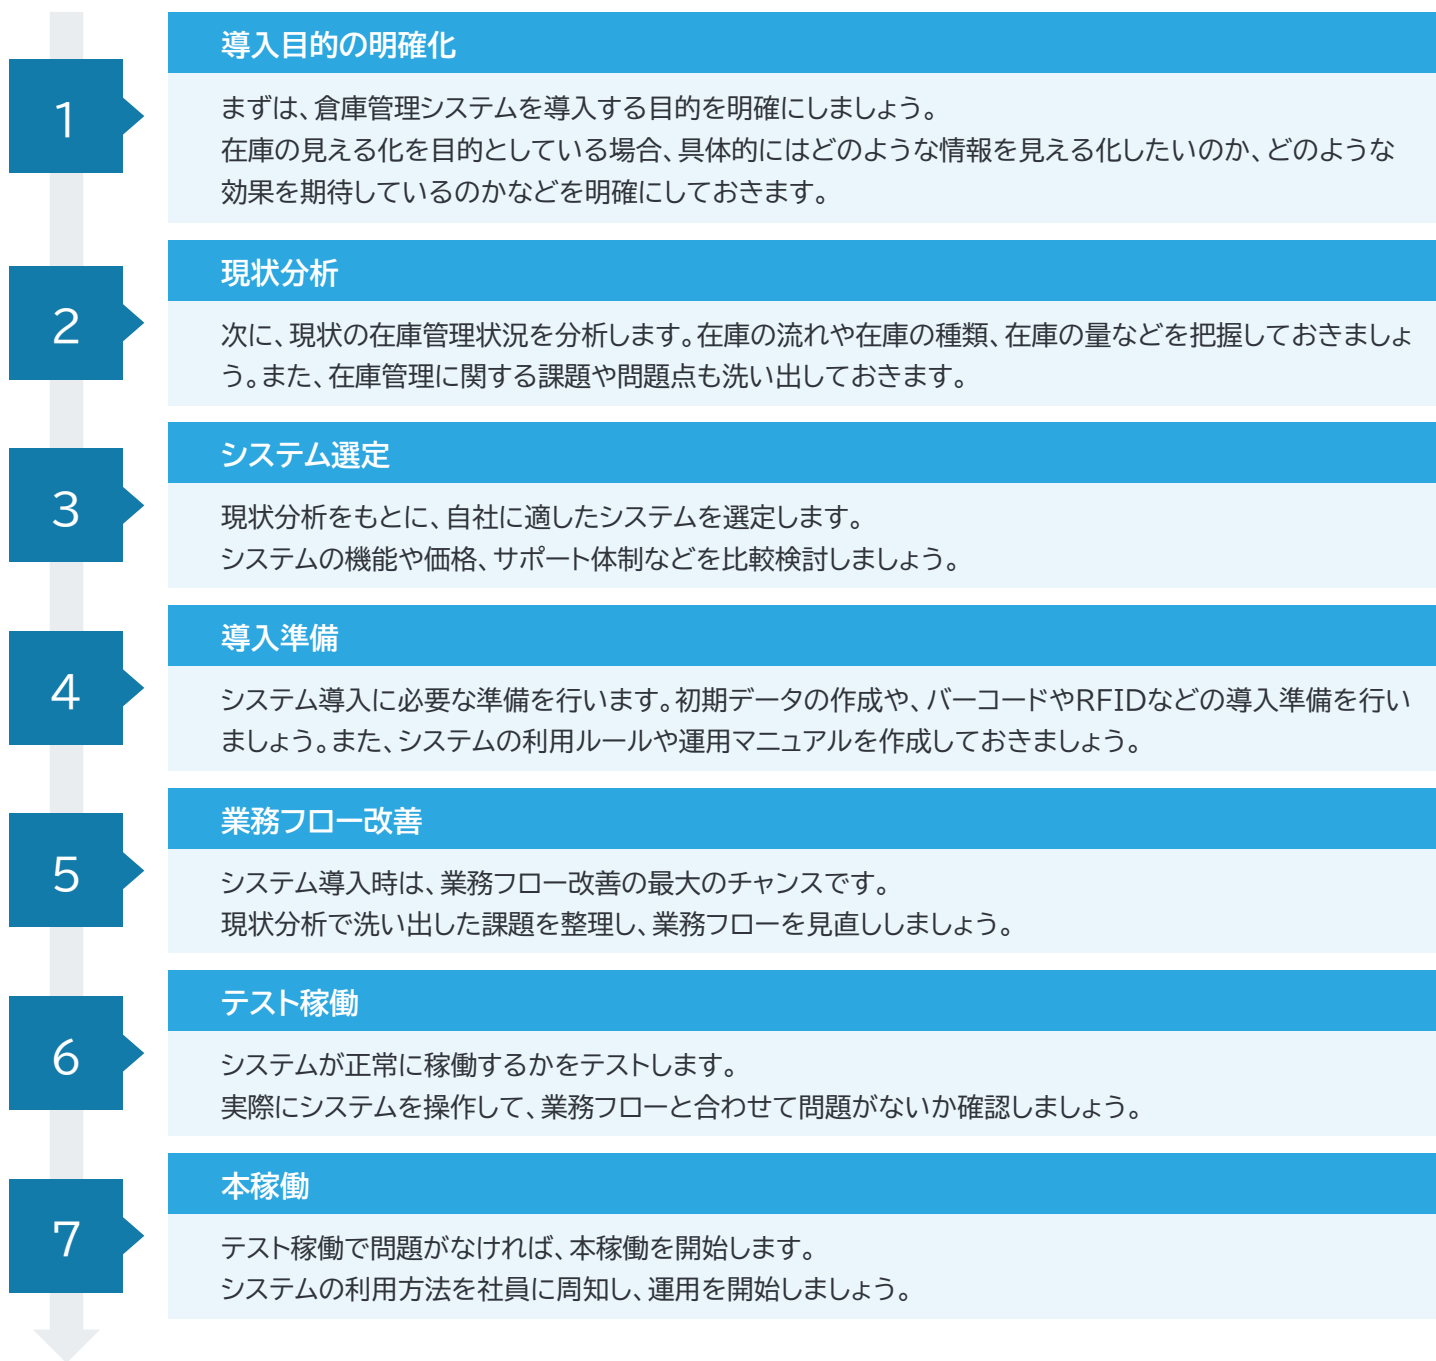 1
導入目的の明確化
まずは、倉庫管理システムを導入する目的を明確にしましょう。
在庫の見える化を目的としている場合、具体的にはどのような情報を見える化したいのか、どのような
効果を期待しているのかなどを明確にしておきます。
2
現状分析
次に、現状の在庫管理状況を分析します。在庫の流れや在庫の種類、在庫の量などを把握しておきましょ
う。また、在庫管理に関する課題や問題点も洗い出しておきます。
3
システム選定
現状分析をもとに、自社に適したシステムを選定します。
システムの機能や価格、サポート体制などを比較検討しましょう。
4
導入準備
システム導入に必要な準備を行います。初期データの作成や、バーコードやRFIDなどの導入準備を行い
ましょう。また、システムの利用ルールや運用マニュアルを作成しておきましょう。
5
業務フロー改善
システム導入時は、業務フロー改善の最大のチャンスです。
現状分析で洗い出した課題を整理し、業務フローを見直ししましょう。
6
テスト稼働
システムが正常に稼働するかをテストします。
実際にシステムを操作して、業務フローと合わせて問題がないか確認しましょう。
7
本稼働
テスト稼働で問題がなければ、本稼働を開始します。
システムの利用方法を社員に周知し、運用を開始しましょう。